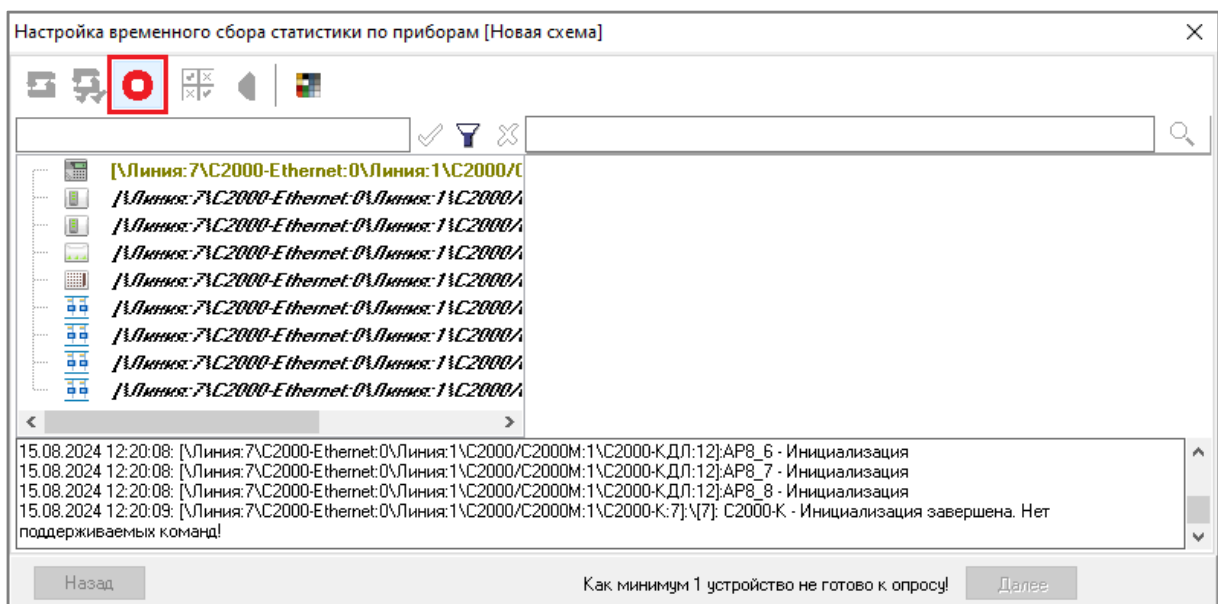 Настройка временного сбора статистики по приборам [Новая схема]
[\Линия:7\С2000-Ethernet:0\Линия:1\С2000/С
[\Линия:7\С2000-Ethernet:0\Линия:1\С2000/
[\Линия:7\С2000-Ethernet:0\Линия:1\С2000/
[\Линия:7\С2000-Ethernet:0\Линия:1\С2000/
[\Линия:7\С2000-Ethernet:0\Линия:1\С2000/
[\Линия:7\С2000-Ethernet:0\Линия:1\С2000/
[\Линия:7\С2000-Ethernet:0\Линия:1\С2000/
[\Линия:7\С2000-Ethernet:0\Линия:1\С2000/
[\Линия:7\С2000-Ethernet:0\Линия:1\С2000/
15.08.2024 12:20:08: [\Линия:7\С2000-Ethernet:0\Линия:1\С2000/С2000М:1\С2000-КДЛ:12]:АР8_6 - Инициализация
15.08.2024 12:20:08: [\Линия:7\С2000-Ethernet:0\Линия:1\С2000/С2000М:1\С2000-КДЛ:12]:АР8_7 - Инициализация
15.08.2024 12:20:08: [\Линия:7\С2000-Ethernet:0\Линия:1\С2000/С2000М:1\С2000-КДЛ:12]:АР8_8 - Инициализация
15.08.2024 12:20:09: [\Линия:7\С2000-Ethernet:0\Линия:1\С2000/С2000М:1\С2000-К:7]:\[7]: С2000-К - Инициализация завершена. Нет
поддерживаемых команд!
Назад Как минимум 1 устройство не готово к опросу! Далее